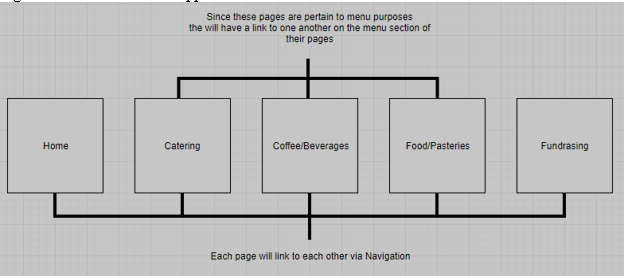 Since these pages are pertain to menu purposes
the will have a link to one another on the menu section of
their pages
Home
Catering
Coffee/Beverages
Food/Pasteries
Fundrasing
Each page will link to each other via Navigation